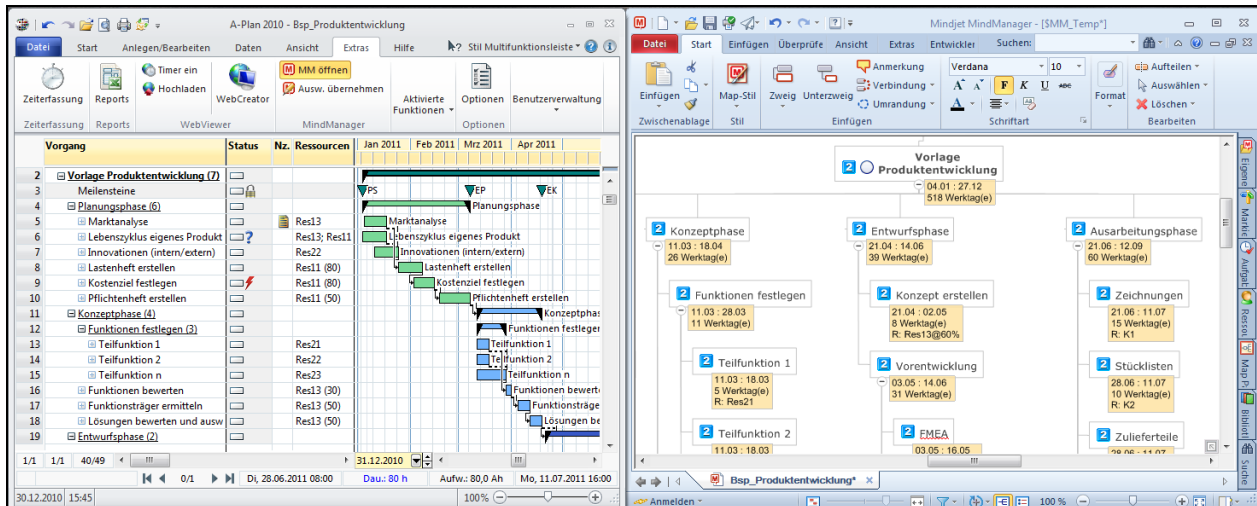 A-Plan 2010 - Bsp_Produktentwicklung
Datei Start Anlegen/Bearbeiten Daten Ansicht Extras Hilfe Stil Multifunktionsleiste
Zeiterfassung
Reports
Timer ein
Hochladen
WebCreator
MM öffnen
Ausw. übernehmen
Aktivierte
Funktionen
Optionen
Benutzerverwaltung
Zeiterfassung Reports WebViewer MindManager Optionen
Vorgang Status Nz. Ressourcen Jan 2011 Feb 2011 Mrz 2011 Apr 2011
2 Vorlage Produktentwicklung (7)
3 Meilensteine PS EP EK
4 Planungsphase (6) Planungsphase
5 Marktanalyse Res13 Marktanalyse
6 Lebenszyklus eigenes Produkt ? Res13; Res11 Lebenszyklus eigenes Produkt
7 Innovationen (intern/extern) Res22 Innovationen (intern/extern)
8 Lastenheft erstellen Res11 (80) Lastenheft erstellen
9 Kostenziel festlegen Res11 (80) Kostenziel festlegen
10 Pflichtenheft erstellen Res11 (50) Pflichtenheft erstellen
11 Konzeptphase (4) Konzeptphas
12 Funktionen festlegen (3) Funktionen festleger
13 Teilfunktion 1 Res21 Teilfunktion 1
14 Teilfunktion 2 Res22 Teilfunktion 2
15 Teilfunktion n Res23 Teilfunktion n
16 Funktionen bewerten Res13 (30) Funktionen bewert
17 Funktionsträger ermitteln Res13 (50) Funktionsträge
18 Lösungen bewerten und ausw Res13 (50) Lösungen be
19 Entwurfsphase (2)
1/1 1/1 40/49 31.12.2010
0/1 Di, 28.06.2011 08:00 Dau.: 80 h Aufw.: 80,0 Ah Mo, 11.07.2011 16:00
30.12.2010 15:45 100%
Mindjet MindManager - [$MM_Temp*]
Datei Start Einfügen Überprüfe Ansicht Extras Entwickler Suchen:
Einfügen
Map-Stil
Zweig
Unterzweig
Anmerkung
Verbindung
Umrandung
Verdana 10
A A F K U abc
A
Format
Aufteilen
Auswählen
Löschen
Zwischenablage Stil Einfügen Schriftart Bearbeiten
2 Vorlage
Produktentwicklung
04.01 : 27.12
518 Werktag(e)
2 Konzeptphase
11.03 : 18.04
26 Werktag(e)
2 Funktionen festlegen
11.03 : 28.03
11 Werktag(e)
2 Teilfunktion 1
11.03 : 18.03
5 Werktag(e)
R: Res21
2 Teilfunktion 2
11.03 : 18.03
2 Entwurfsphase
21.04 : 14.06
39 Werktag(e)
2 Konzept erstellen
21.04 : 02.05
8 Werktag(e)
R: Res13@60%
2 Vorentwicklung
03.05 : 14.06
31 Werktag(e)
2 FMEA
03.05 : 16.05
2 Ausarbeitungsphase
21.06 : 12.09
60 Werktag(e)
2 Zeichnungen
21.06 : 11.07
15 Werktag(e)
R: K1
2 Stücklisten
28.06 : 11.07
10 Werktag(e)
R: K2
2 Zulieferteile
28.06 : 11.07
Eigene
Markie
Aufgab
Ressou
Map P
Bibliotl
Suche
Bsp_Produktentwicklung*
Anmelden 100 %